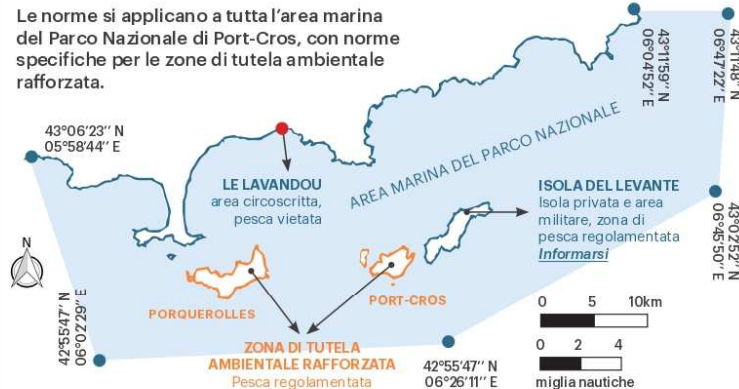 Le norme si applicano a tutta l'area marina
del Parco Nazionale di Port-Cros, con norme
specifiche per le zone di tutela ambientale
rafforzata.
43°11'59'' N
06°04'52'' E
43°11'48'' N
06°47'22'' E
43°06'23'' N
05°58'44'' E
AREA MARINA DEL PARCO NAZIONALE
LE LAVANDOU
area circoscritta,
pesca vietata
ISOLA DEL LEVANTE
Isola privata e area
militare, zona di
pesca regolamentata
Informarsi
43°02'52'' N
06°45'50'' E
N
PORQUEROLLES
PORT-CROS
0 5 10km
42°55'47'' N
06°02'29'' E
ZONA DI TUTELA
AMBIENTALE RAFFORZATA
Pesca regolamentata
42°55'47'' N
06°26'11'' E
0 2 4
miglia nautiche